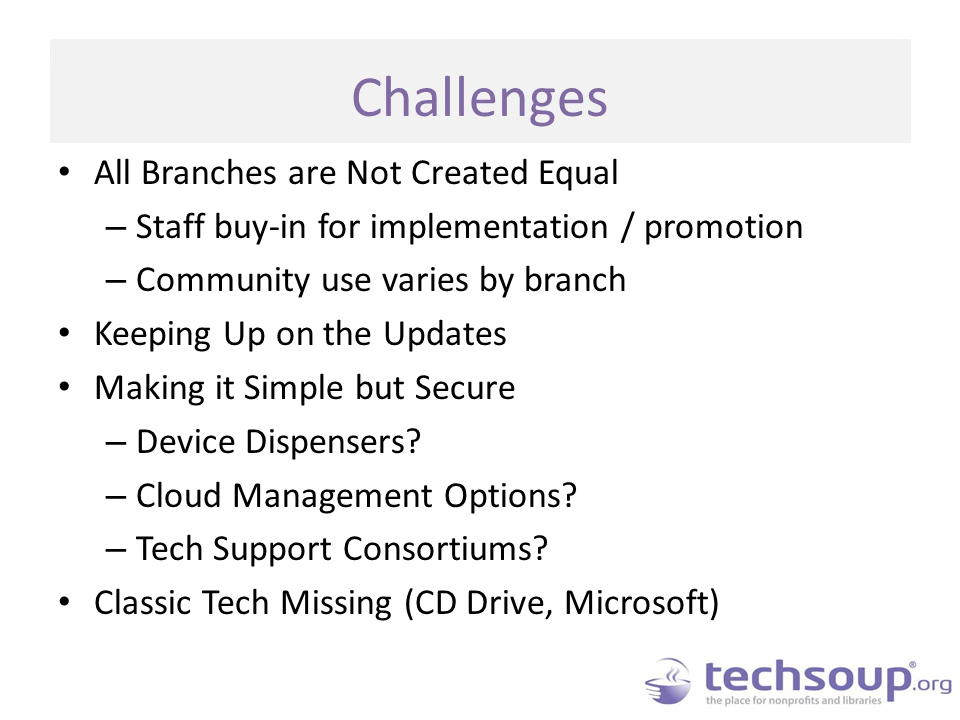 Challenges
• All Branches are Not Created Equal
– Staff buy-in for implementation / promotion
– Community use varies by branch
• Keeping Up on the Updates
• Making it Simple but Secure
– Device Dispensers?
– Cloud Management Options?
– Tech Support Consortiums?
• Classic Tech Missing (CD Drive, Microsoft)
techsoup®.org
the place for nonprofits and libraries